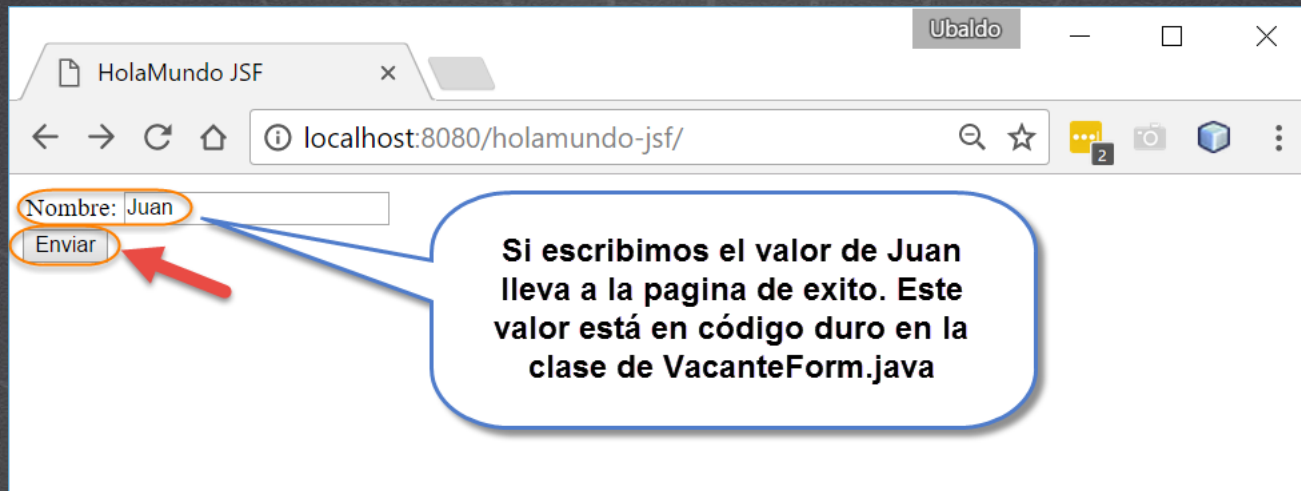 Ubaldo
HolaMundo JSF
localhost:8080/holamundo-jsf/
2
Nombre: Juan
Enviar
Si escribimos el valor de Juan
lleva a la pagina de exito. Este
valor está en código duro en la
clase de VacanteForm.java